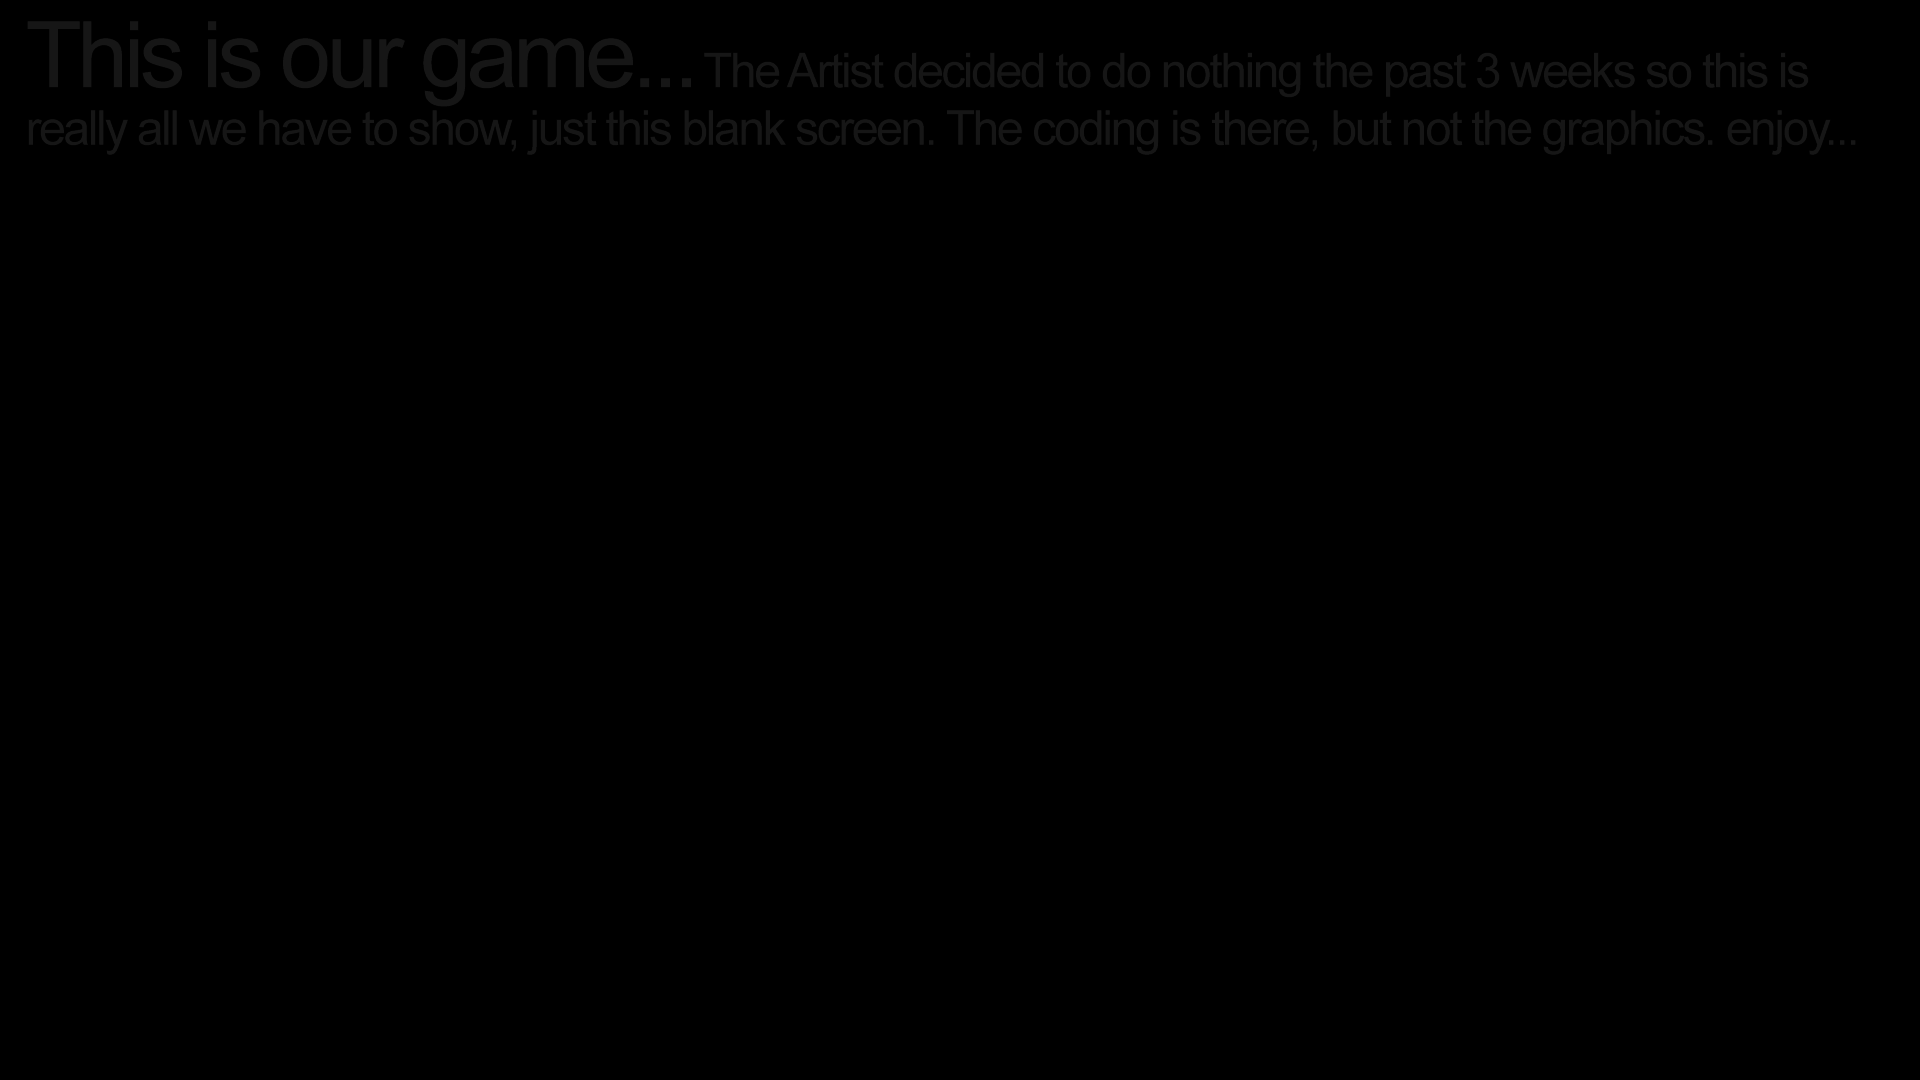 This is our game... The Artist decided to do nothing the past 3 weeks so this is
really all we have to show, just this blank screen. The coding is there, but not the graphics. enjoy...